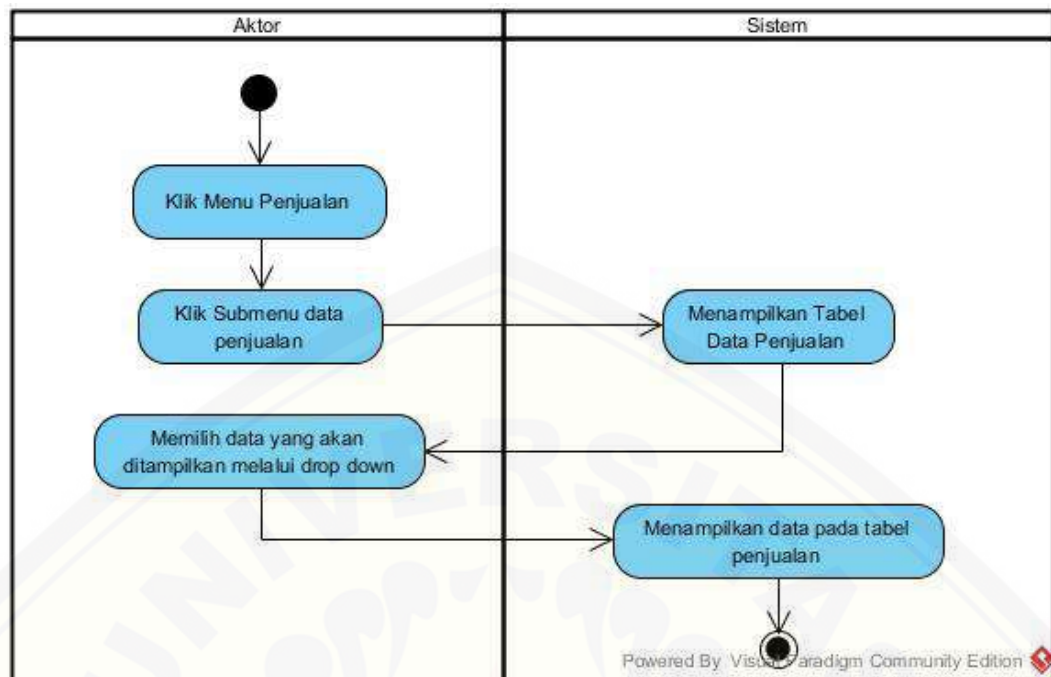 Aktor
Sistem
Klik Menu Penjualan
Klik Submenu data
penjualan
Menampilkan Tabel
Data Penjualan
Memilih data yang akan
ditampilkan melalui drop down
Menampilkan data pada tabel
penjualan
Powered By Visual Paradigm Community Edition
UNIVERSITA